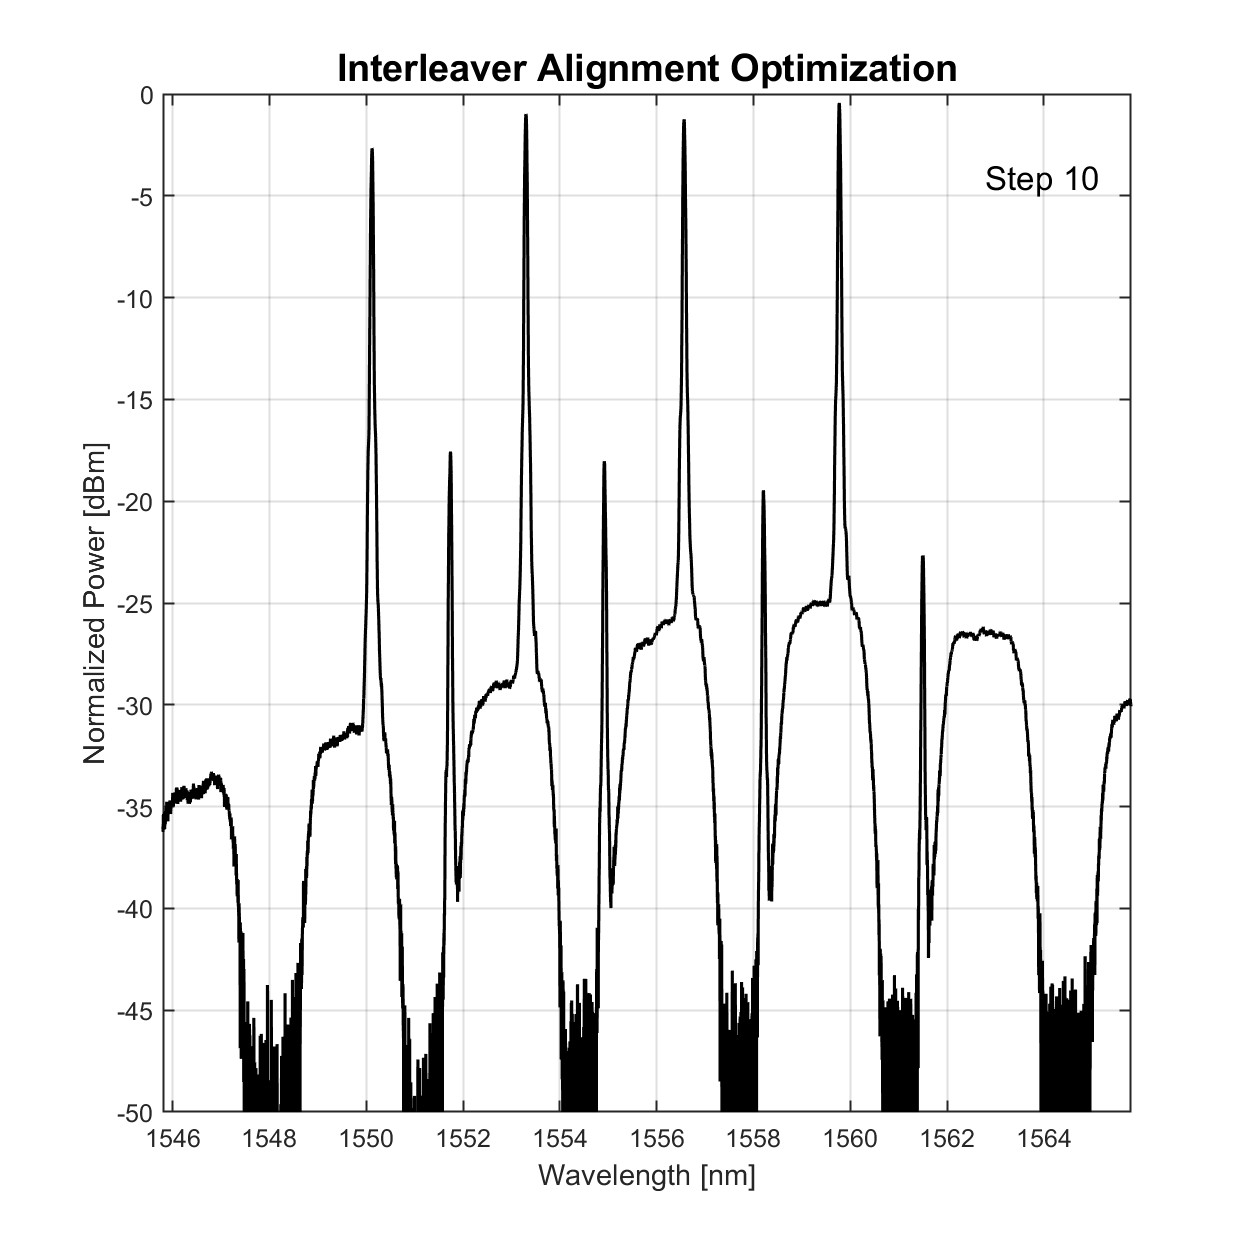 Interleaver Alignment Optimization
0
Step 10
-5
-10
-15
-20
-25
-30
-35
-40
-45
-50
Normalized Power [dBm]
1546 1548 1550 1552 1554 1556 1558 1560 1562 1564
Wavelength [nm]